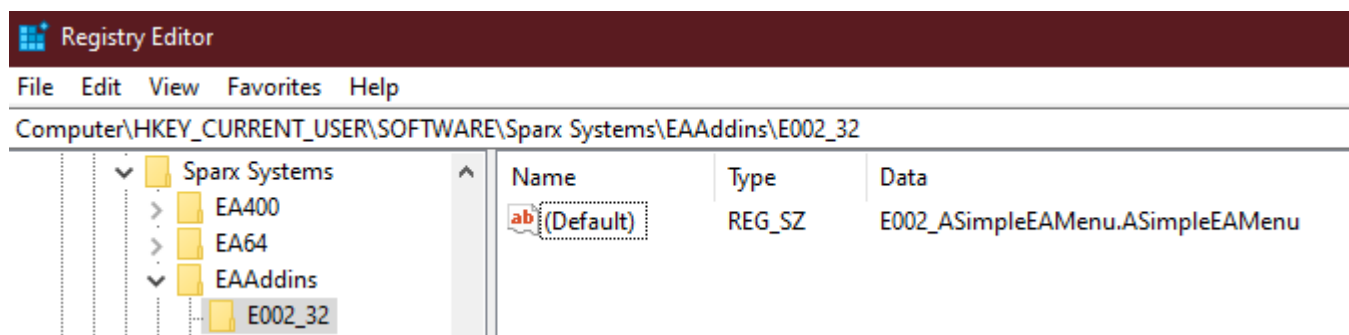 Registry Editor
File Edit View Favorites Help
Computer\HKEY_CURRENT_USER\SOFTWARE\Sparx Systems\EAAddins\E002_32
Sparx Systems
EA400
EA64
EAAddins
E002_32
Name Type Data
ab (Default) REG_SZ E002_ASimpleEAMenu.ASimpleEAMenu